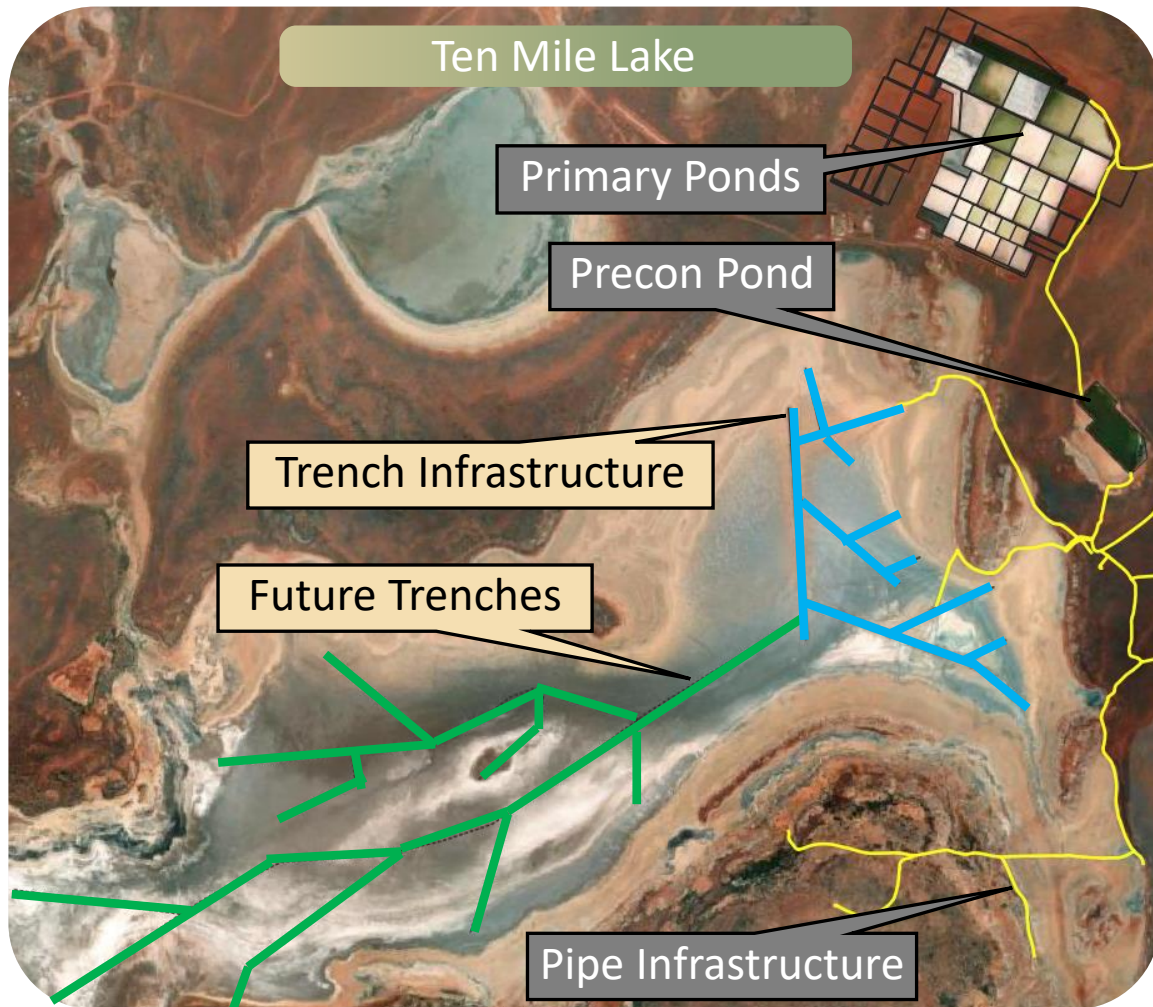 Ten Mile Lake
Primary Ponds
Precon Pond
Trench Infrastructure
Future Trenches
Pipe Infrastructure